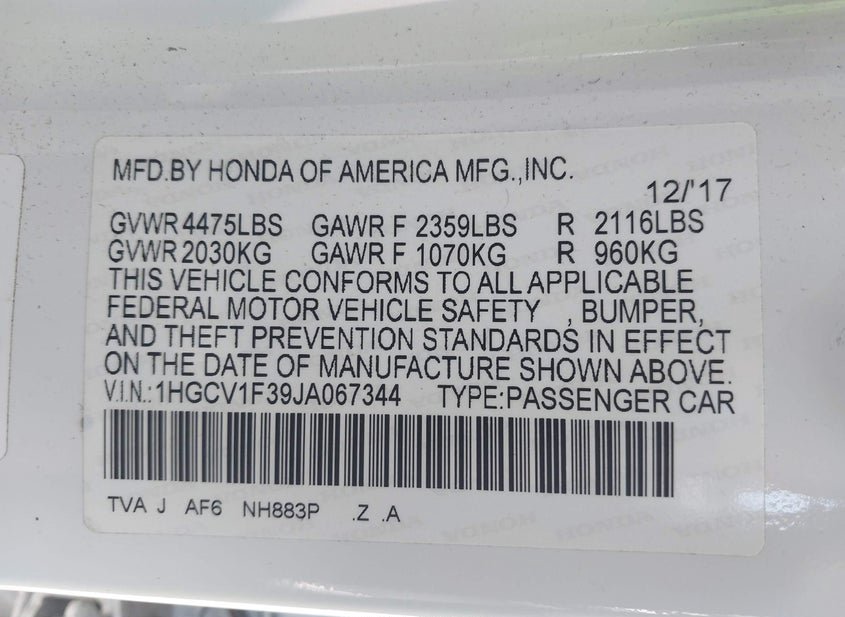 MFD.BY HONDA OF AMERICA MFG.,INC.
12/'17
GVWR 4475LBS GAWR F 2359LBS R 2116LBS
GVWR 2030KG GAWR F 1070KG R 960KG
THIS VEHICLE CONFORMS TO ALL APPLICABLE
FEDERAL MOTOR VEHICLE SAFETY , BUMPER,
AND THEFT PREVENTION STANDARDS IN EFFECT
ON THE DATE OF MANUFACTURE SHOWN ABOVE.
V.I.N.:1HGCV1F39JA067344 TYPE:PASSENGER CAR
TVA J AF6 NH883P .Z .A